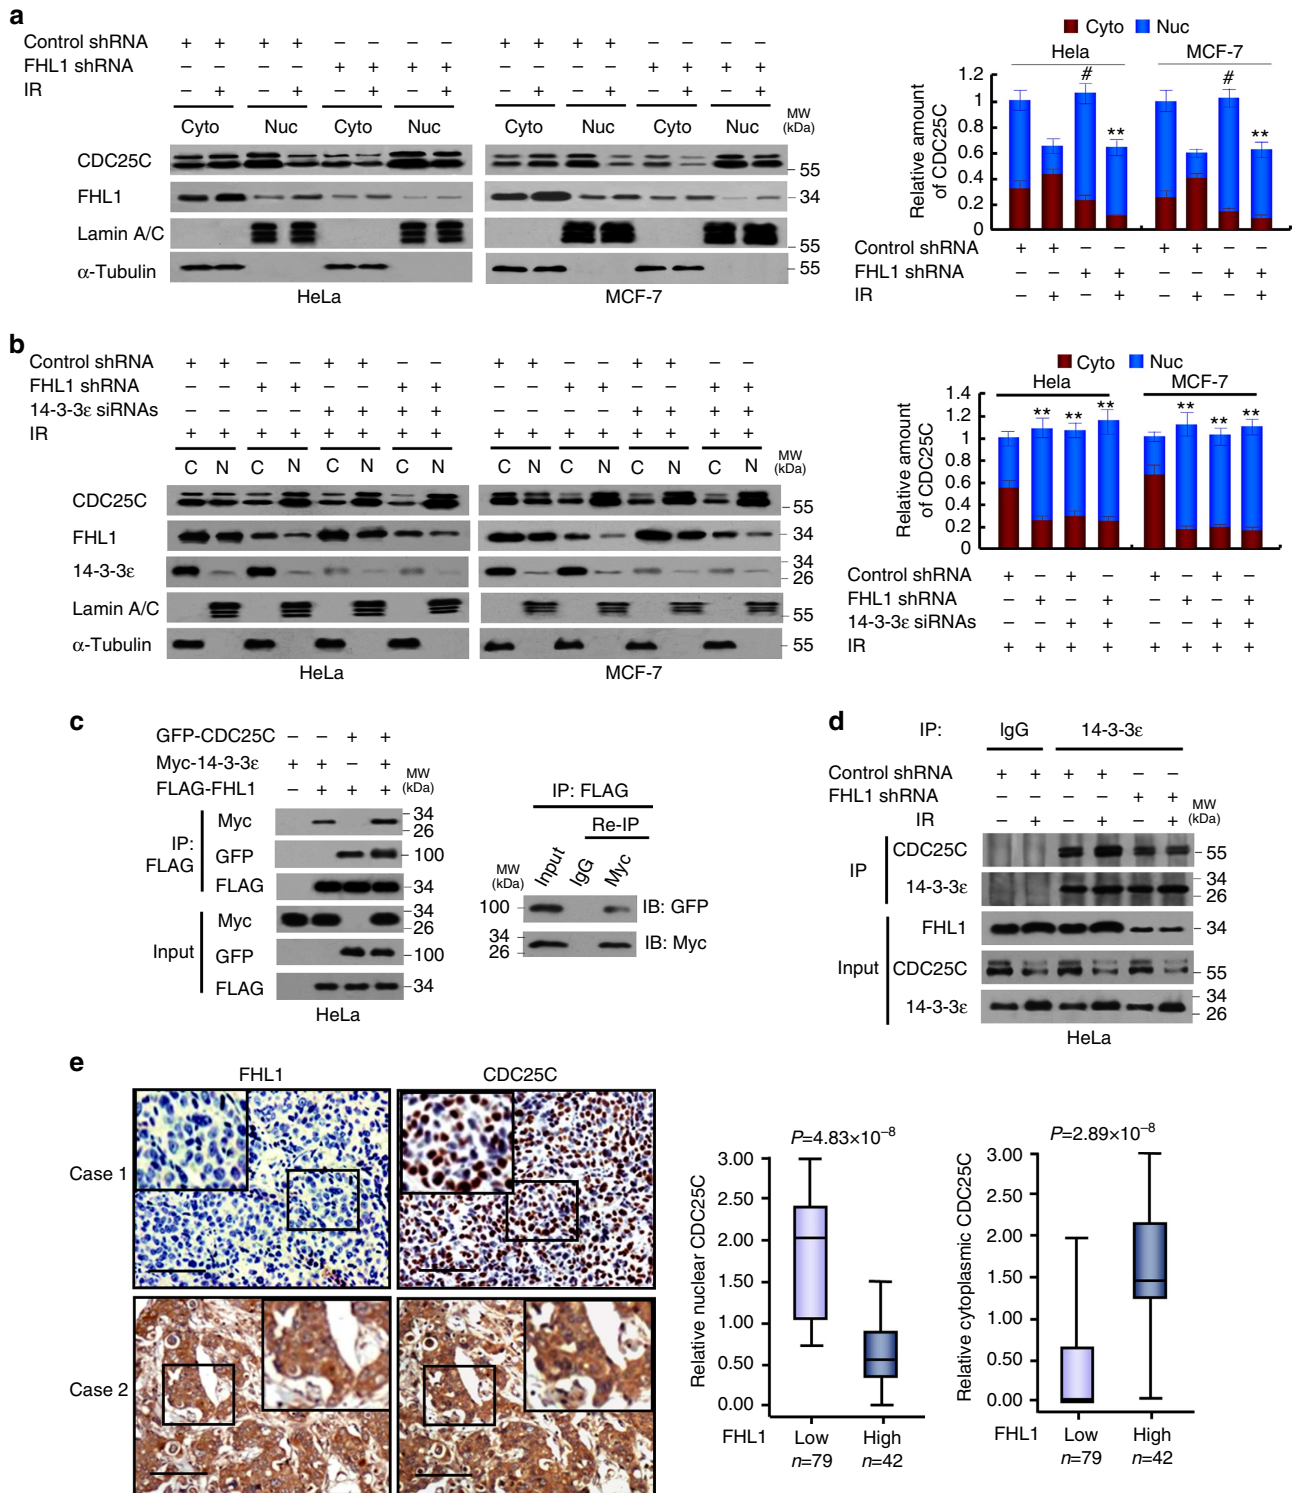 a
Control shRNA + + + + − − − − + + + + − − − −
FHL1 shRNA − − − − + + + + − − − − + + + +
IR − + − + − + − + − + − + − + − +
Cyto Nuc Cyto Nuc Cyto Nuc Cyto Nuc MW (kDa)
CDC25C 55
FHL1 34
Lamin A/C 55
α-Tubulin 55
HeLa MCF-7
Cyto Nuc
Hela MCF-7
Relative amount of CDC25C
1.2
1
0.8
0.6
0.4
0.2
0
# ** # **
Control shRNA + + − − + + − −
FHL1 shRNA − − + + − − + +
IR − + − + − + − +
b
Control shRNA + + − − + + − − + + − − + + − −
FHL1 shRNA − − + + − − + + − − + + − − + +
14-3-3ε siRNAs − − − − + + + + − − − − + + + +
IR + + + + + + + + + + + + + + + +
C N C N C N C N C N C N C N C N MW (kDa)
CDC25C 55
FHL1 34
14-3-3ε 34 26
Lamin A/C 55
α-Tubulin 55
HeLa MCF-7
Cyto Nuc
Hela MCF-7
Relative amount of CDC25C
1.4
1.2
1
0.8
0.6
0.4
0.2
0
** ** ** ** ** **
Control shRNA + − + − + − + −
FHL1 shRNA − + − + − + − +
14-3-3ε siRNAs − − + + − − + +
IR + + + + + + + +
c
GFP-CDC25C − − + +
Myc-14-3-3ε + + − +
FLAG-FHL1 − + + + MW (kDa)
IP: FLAG
Myc 34 26
GFP 100
FLAG 34
Input
Myc 34 26
GFP 100
FLAG 34
HeLa
IP: FLAG
Re-IP
MW (kDa) Input IgG Myc
100 IB: GFP
34 26 IB: Myc
d
IP: IgG 14-3-3ε
Control shRNA + + + + − −
FHL1 shRNA − − − − + +
IR − + − + − + MW (kDa)
IP
CDC25C 55
14-3-3ε 34 26
Input
FHL1 34
CDC25C 55
14-3-3ε 34 26
HeLa
e
FHL1 CDC25C
Case 1
Case 2
P=4.83×10−8
Relative nuclear CDC25C
3.00
2.50
2.00
1.50
1.00
0.50
0.00
FHL1 Low High
n=79 n=42
P=2.89×10−8
Relative cytoplasmic CDC25C
3.00
2.50
2.00
1.50
1.00
0.50
0.00
FHL1 Low High
n=79 n=42